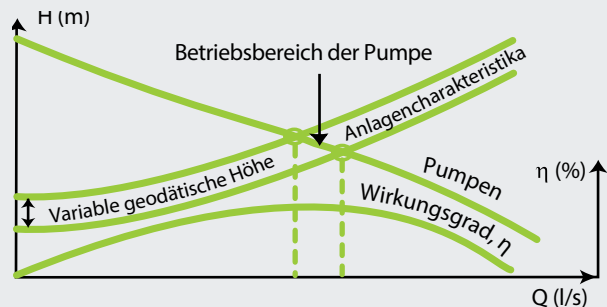 H (m)
Betriebsbereich der Pumpe
Anlagencharakteristika
Variable geodätische Höhe
Pumpen
η (%)
Wirkungsgrad, η
Q (l/s)